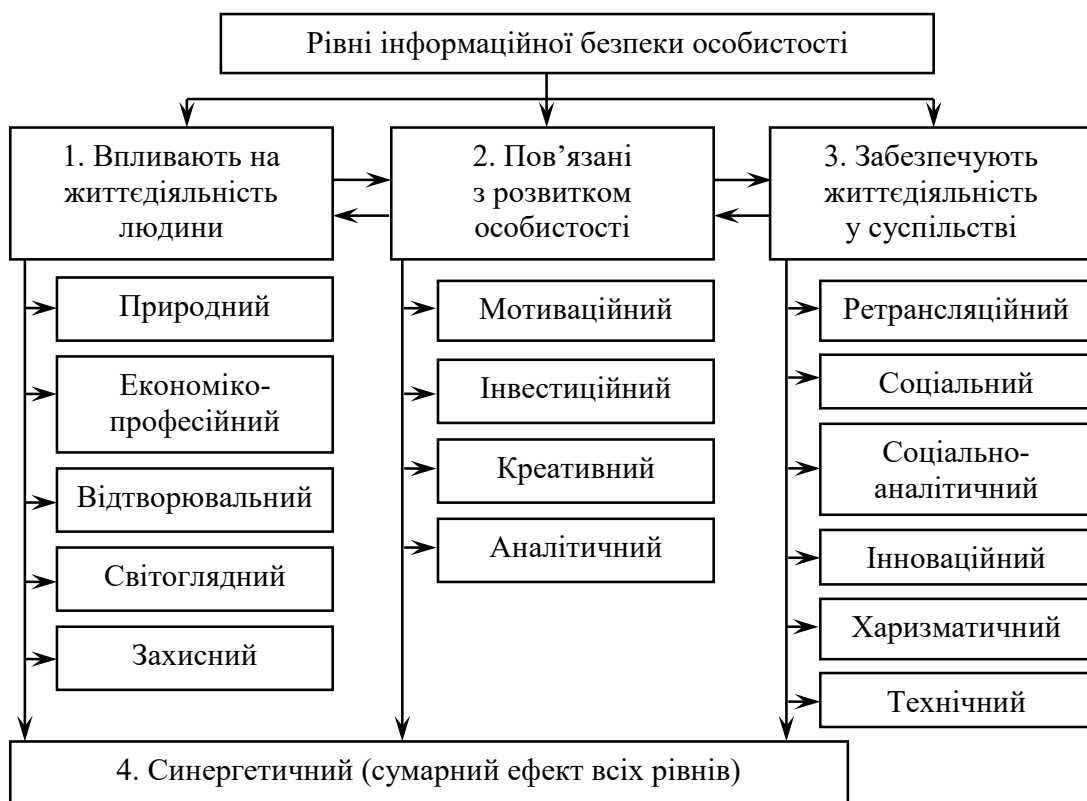 Рівні інформаційної безпеки особистості
1. Впливають на
життєдіяльність
людини
2. Пов’язані
з розвитком
особистості
3. Забезпечують
життєдіяльність
у суспільстві
Природний
Економіко-
професійний
Відтворювальний
Світоглядний
Захисний
Мотиваційний
Інвестиційний
Креативний
Аналітичний
Ретрансляційний
Соціальний
Соціально-
аналітичний
Інноваційний
Харизматичний
Технічний
4. Синергетичний (сумарний ефект всіх рівнів)